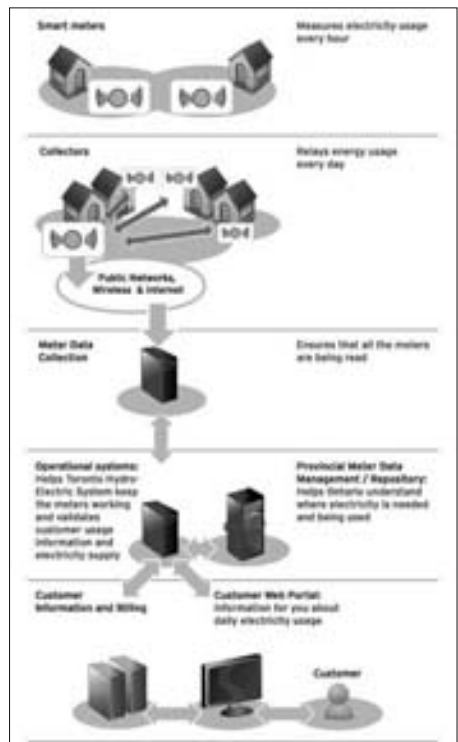 Smart meters
Measures electricity usage
every hour
Collectors
Relays energy usage
every day
Public Networks,
Wireless & Internet
Meter Data
Collection
Ensures that all the meters
are being read
Operational systems:
Helps Toronto Hydro-
Electric System keep
the meters working
and validates
customer usage
information and
electricity supply
Provincial Meter Data
Management / Repository:
Helps Ontario understand
where electricity is needed
and being used
Customer
Information and Billing
Customer Web Portal:
Information for you about
daily electricity usage
Customer